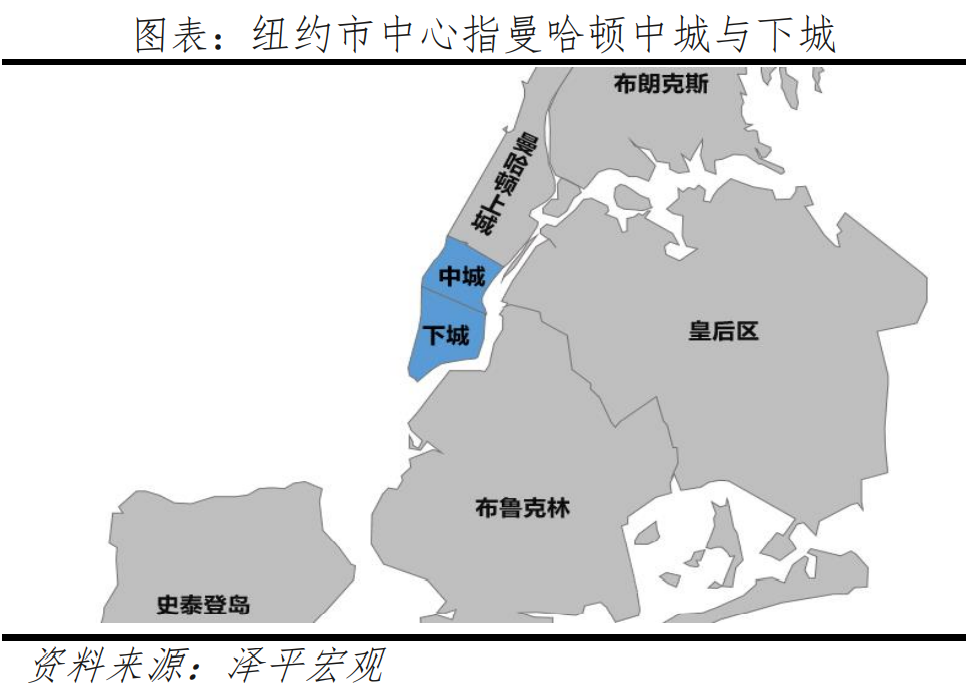 图表：纽约市中心指曼哈顿中城与下城
布朗克斯
曼哈顿上城
中城
下城
皇后区
布鲁克林
史泰登岛
资料来源：泽平宏观